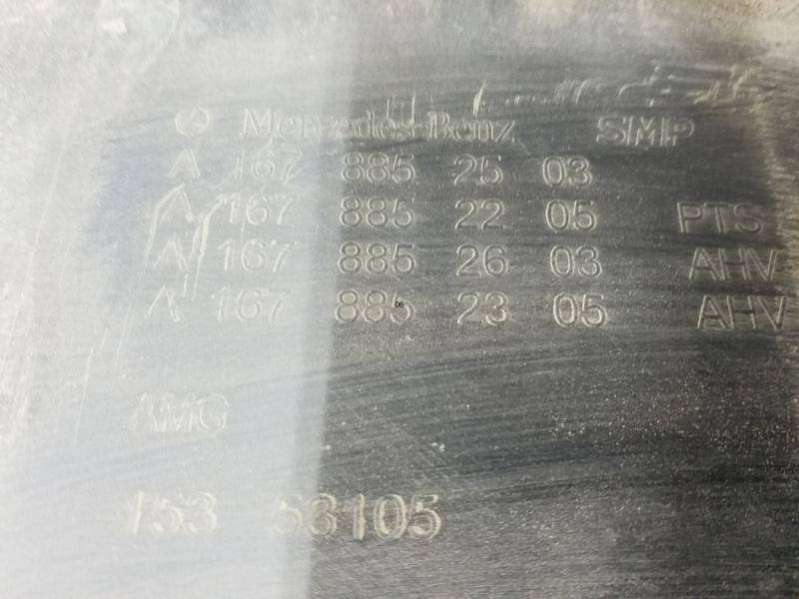 Mercedes-Benz SMP
A 167 885 25 03
A 167 885 22 05 PTS
A 167 885 26 03 AHV
A 167 885 23 05 AHV
AMG
153